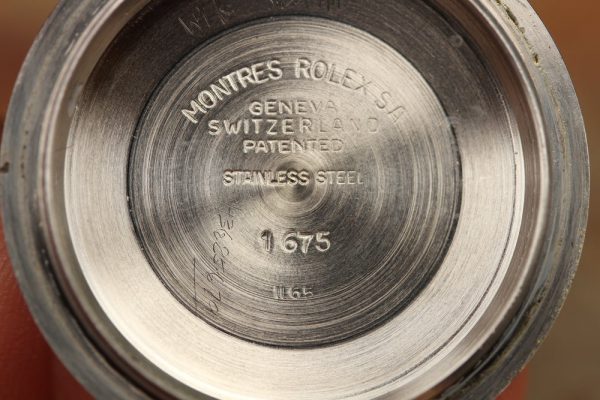 MONTRES ROLEX·SA
GENEVA
SWITZERLAND
PATENTED
STAINLESS STEEL
1675
II 65